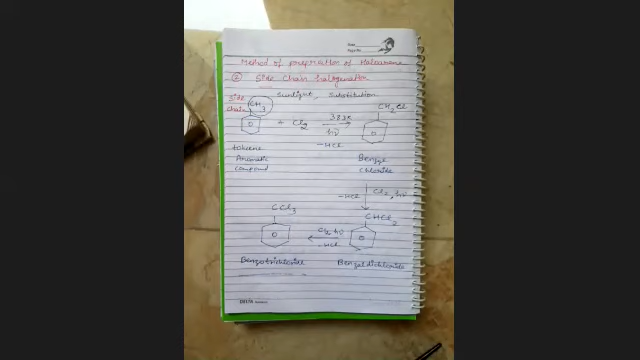 Method of preparation of Haloarene
② Side Chain halogenation
Sunlight, Substitution
Side chain
CH3
+ Cl2
383K
hν
-HCl
CH2Cl
toluene
Aromatic
compound
Benzye
chloride
-HCl
Cl2, hν
CCl3
CHCl2
Cl2 hν
-HCl
Benzotrichloride
Benzaldichloride